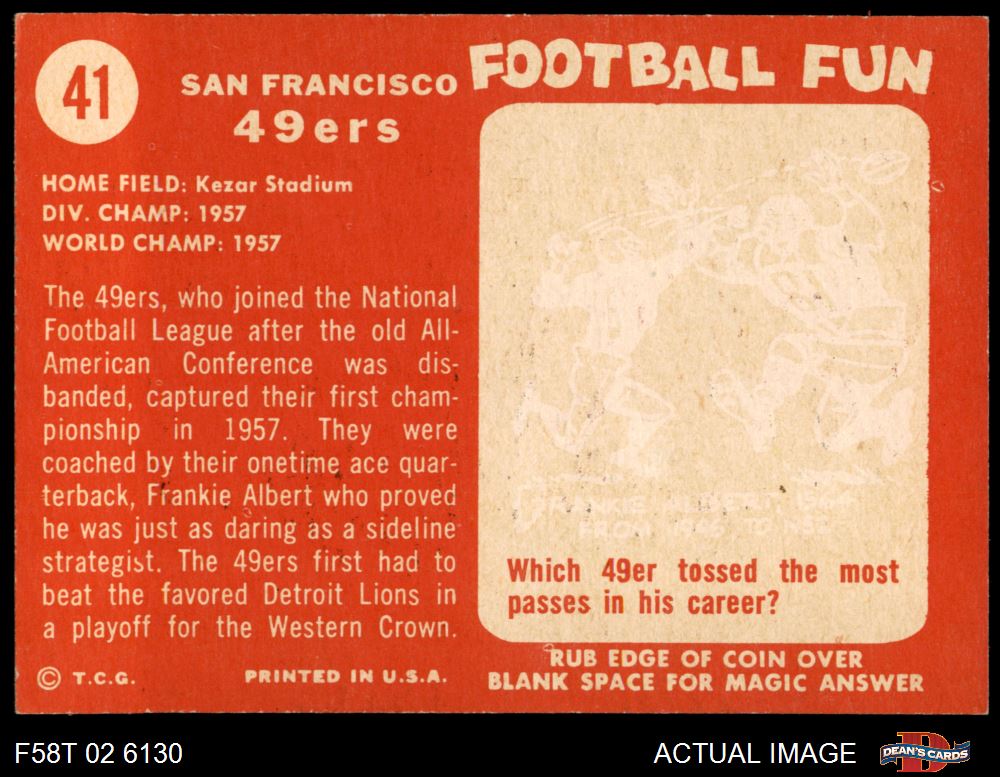 41
SAN FRANCISCO
49ers
HOME FIELD: Kezar Stadium
DIV. CHAMP: 1957
WORLD CHAMP: 1957
The 49ers, who joined the National
Football League after the old All-
American Conference was dis-
banded, captured their first cham-
pionship in 1957. They were
coached by their onetime ace quar-
terback, Frankie Albert who proved
he was just as daring as a sideline
strategist. The 49ers first had to
beat the favored Detroit Lions in
a playoff for the Western Crown.
© T.C.G.
PRINTED IN U.S.A.
FOOTBALL FUN
FRANKIE
FROM 1946 TO
Which 49er tossed the most
passes in his career?
RUB EDGE OF COIN OVER
BLANK SPACE FOR MAGIC ANSWER
F58T 02 6130
ACTUAL IMAGE
D
DEAN'S CARDS